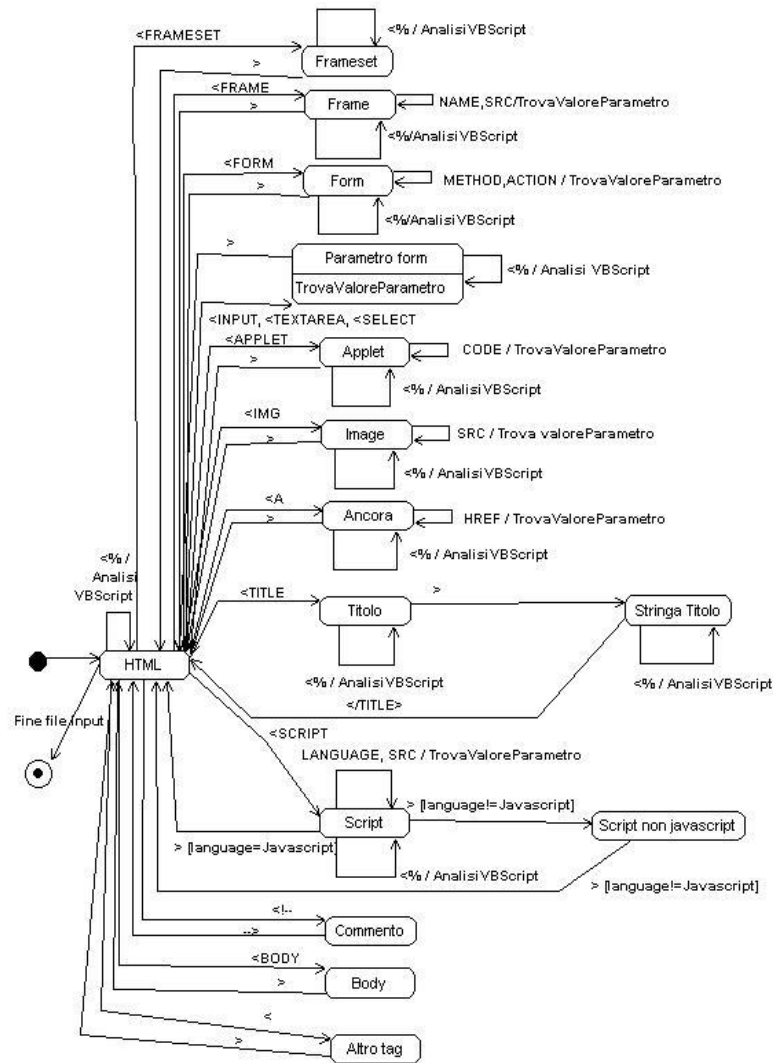 <FRAMESET
<% / AnalisiVBScript
Frameset
>
<FRAME
>
Frame
NAME,SRC/TrovaValoreParametro
<%/AnalisiVBScript
<FORM
>
Form
METHOD,ACTION / TrovaValoreParametro
<%/AnalisiVBScript
>
Parametro form
TrovaValoreParametro
<% / Analisi VBScript
<INPUT, <TEXTAREA, <SELECT
<APPLET
>
Applet
CODE / TrovaValoreParametro
<% / AnalisiVBScript
<IMG
>
Image
SRC / Trova valoreParametro
<% / AnalisiVBScript
<A
>
Ancora
HREF / TrovaValoreParametro
<% / AnalisiVBScript
<% /
Analisi
VBScript
<TITLE
Titolo
>
Stringa Titolo
<% / AnalisiVBScript
<% / AnalisiVBScript
</TITLE>
HTML
Fine file Input
<SCRIPT
LANGUAGE, SRC / TrovaValoreParametro
Script
> [language!=Javascript]
Script non javascript
> [language=Javascript]
<% / AnalisiVBScript
> [language!=Javascript]
<!--
-->
Commento
<BODY
>
Body
<
>
Altro tag